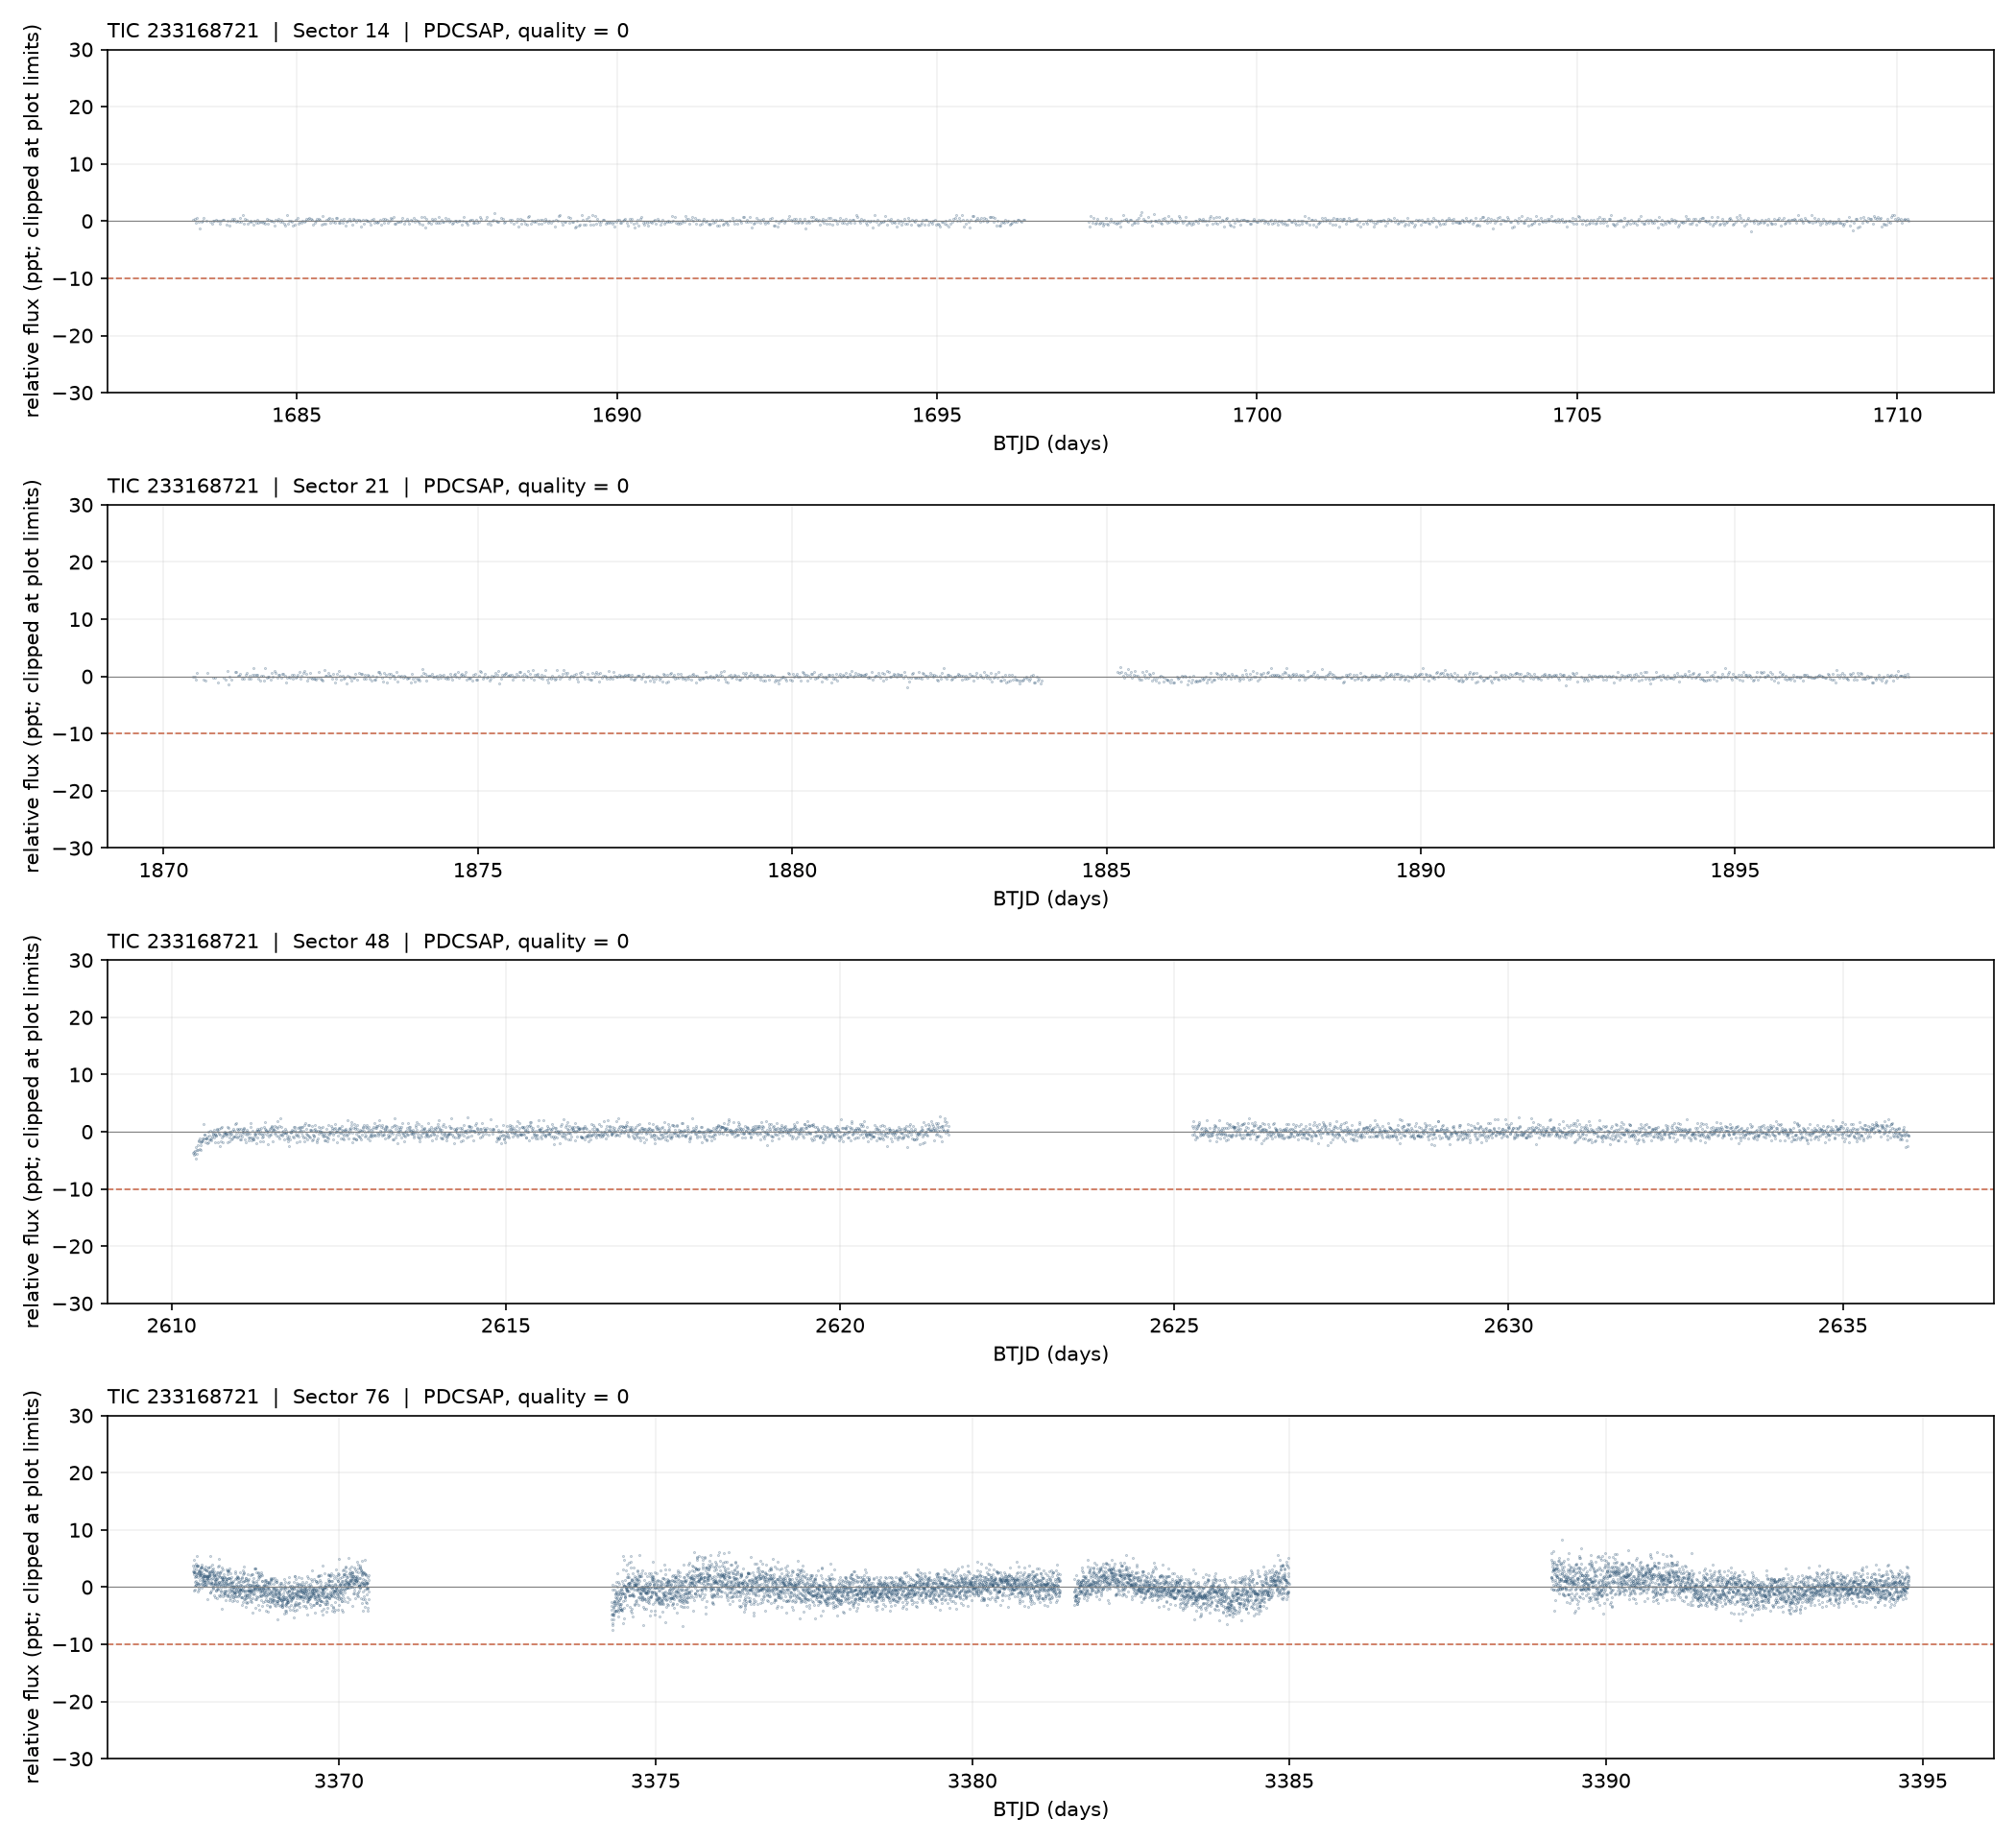 TIC 233168721 | Sector 14 | PDCSAP, quality = 0
relative flux (ppt; clipped at plot limits)
30
20
10
0
−10
−20
−30
1685 1690 1695 1700 1705 1710
BTJD (days)
TIC 233168721 | Sector 21 | PDCSAP, quality = 0
relative flux (ppt; clipped at plot limits)
30
20
10
0
−10
−20
−30
1870 1875 1880 1885 1890 1895
BTJD (days)
TIC 233168721 | Sector 48 | PDCSAP, quality = 0
relative flux (ppt; clipped at plot limits)
30
20
10
0
−10
−20
−30
2610 2615 2620 2625 2630 2635
BTJD (days)
TIC 233168721 | Sector 76 | PDCSAP, quality = 0
relative flux (ppt; clipped at plot limits)
30
20
10
0
−10
−20
−30
3370 3375 3380 3385 3390 3395
BTJD (days)